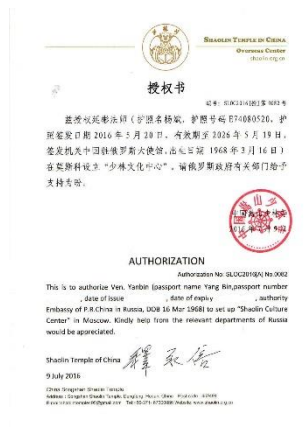 SHAOLIN TEMPLE IN CHINA
Overseas Center
shaolin.org.cn
授权书
兹授权延彬法师(护照名杨斌,护照号码E74080520,护
照签发日期2016年5月20日,有效期至2026年5月19日,
签发机关中国驻俄罗斯大使馆,出生日期1968年3月16日)
在莫斯科设立“少林文化中心”。请俄罗斯政府有关部门给予
支持为盼。
AUTHORIZATION
Authorization No: SLOC2016[A] No.0082
This is to authorize Ven. Yanbin (passport name Yang Bin,passport number
, date of issue , date of expiry , authority
Embassy of P.R.China in Russia, DOB 16 Mar 1968) to set up "Shaolin Culture
Center" in Moscow. Kindly help from the relevant departments of Russia
would be appreciated.
Shaolin Temple of China 释永信
9 July 2016
China Songshan Shaolin Temple